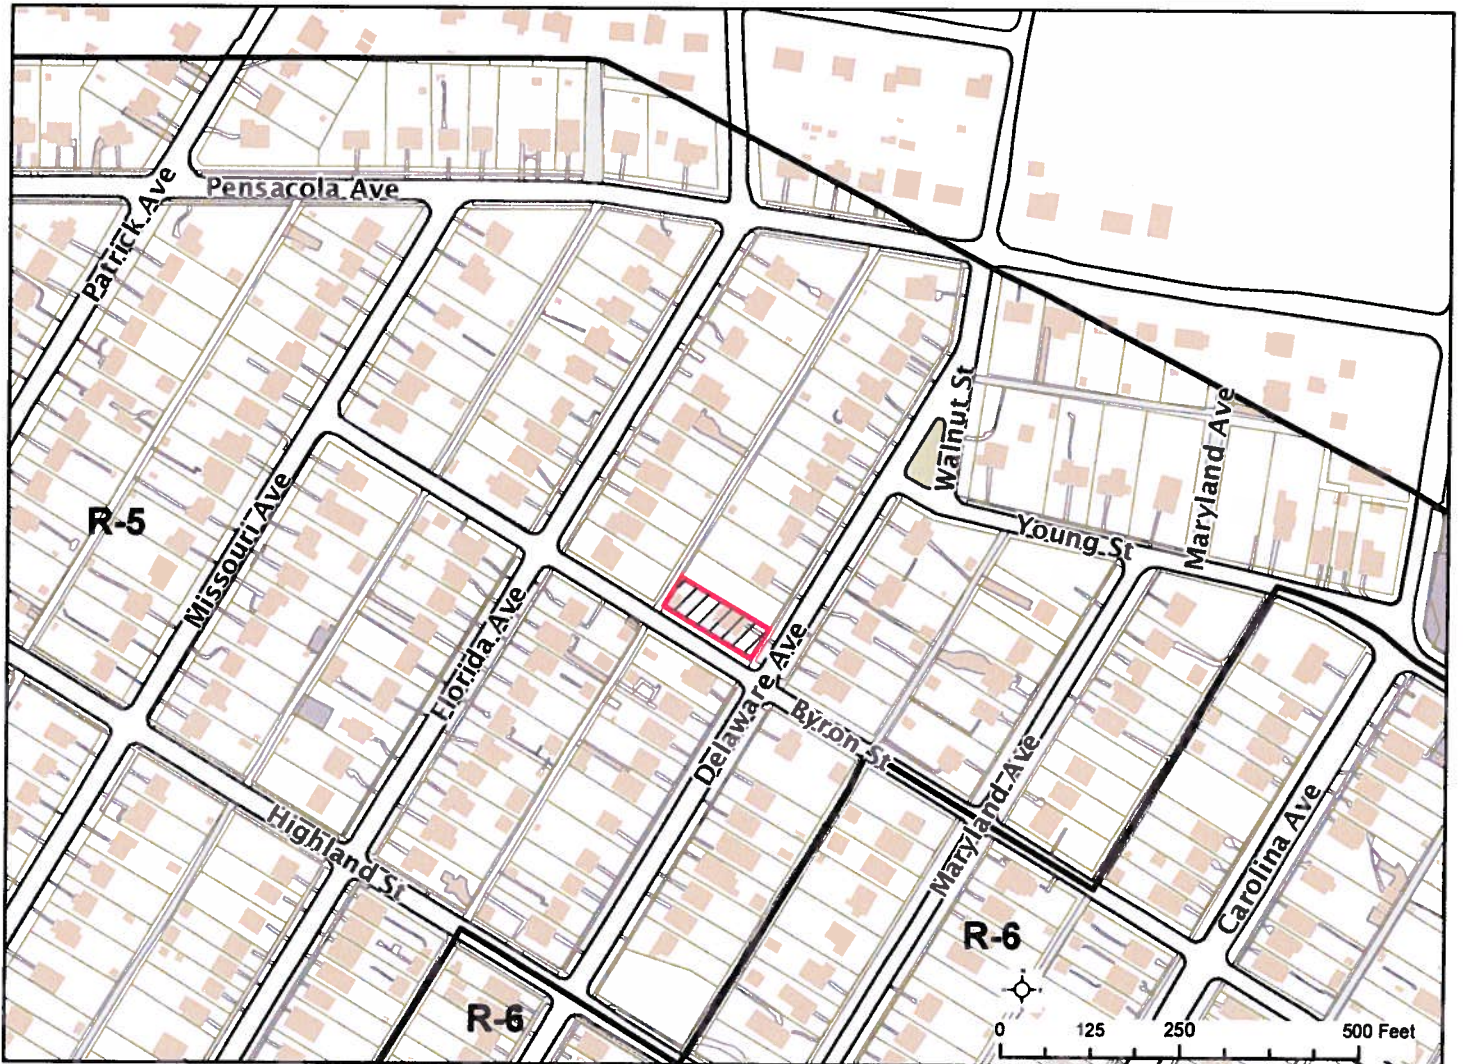 Pensacola Ave
Patrick Ave
Walnut St
Maryland Ave
Young St
R-5
Missouri Ave
Florida Ave
Delaware Ave
Byron St
Maryland Ave
Highland St
Carolina Ave
R-6
R-6
0 125 250 500 Feet